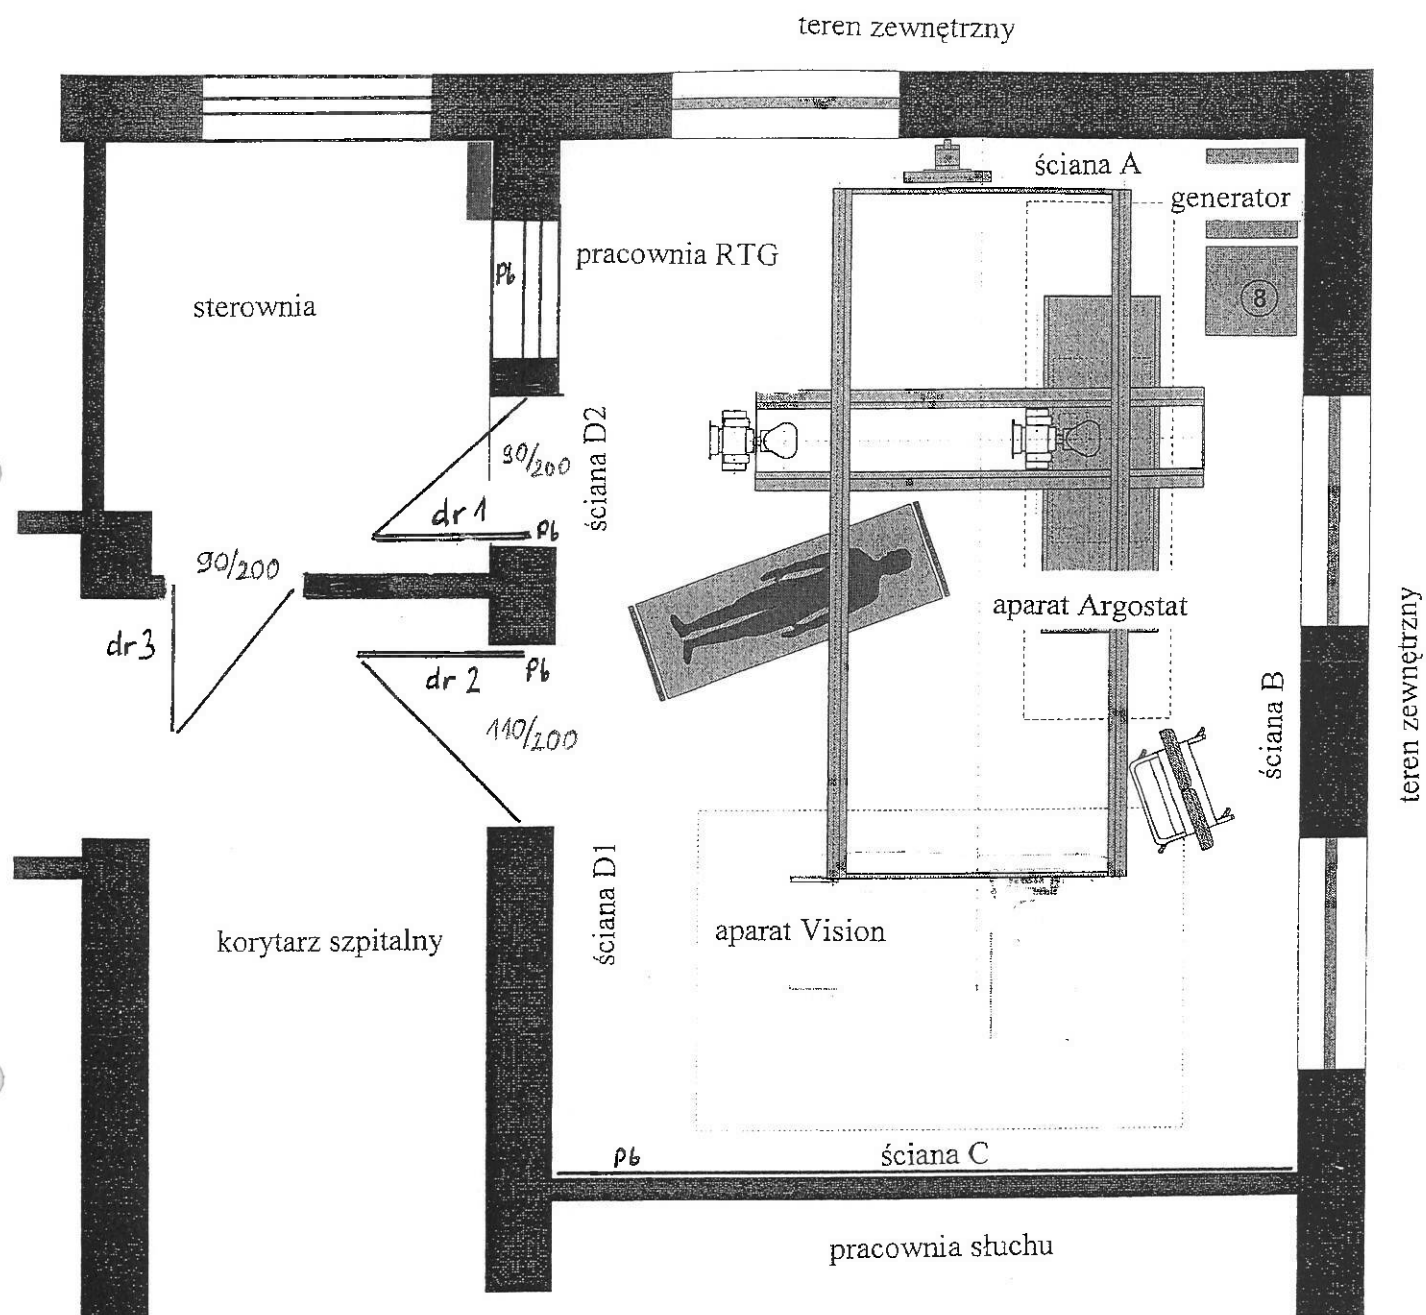 teren zewnętrzny
ściana A
generator
pracownia RTG
Pb
sterownia
8
ściana D2
90/200
dr 1
Pb
90/200
aparat Argostat
dr 3
dr 2
Pb
110/200
ściana B
teren zewnętrzny
ściana D1
aparat Vision
korytarz szpitalny
Pb
ściana C
pracownia słuchu